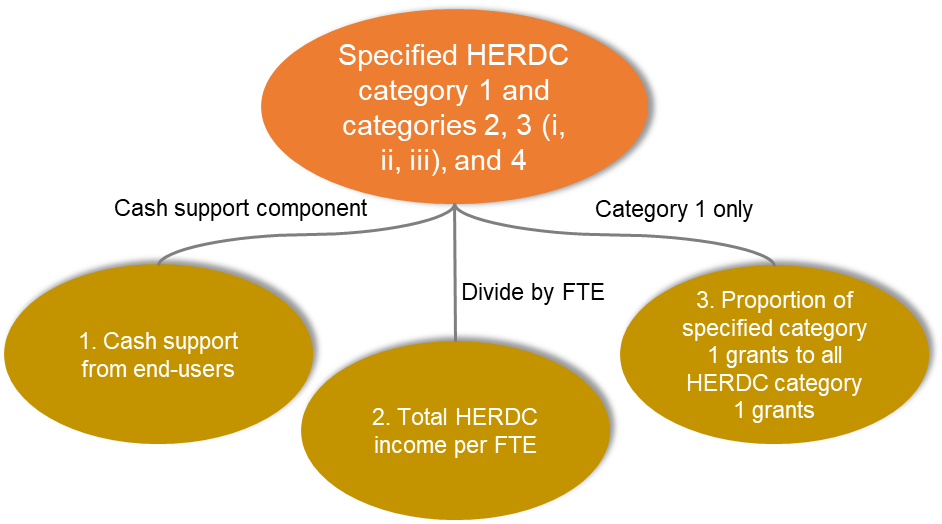 Specified HERDC
category 1 and
categories 2, 3 (i,
ii, iii), and 4
Cash support component
Category 1 only
Divide by FTE
1. Cash support
from end-users
2. Total HERDC
income per FTE
3. Proportion of
specified category
1 grants to all
HERDC category
1 grants